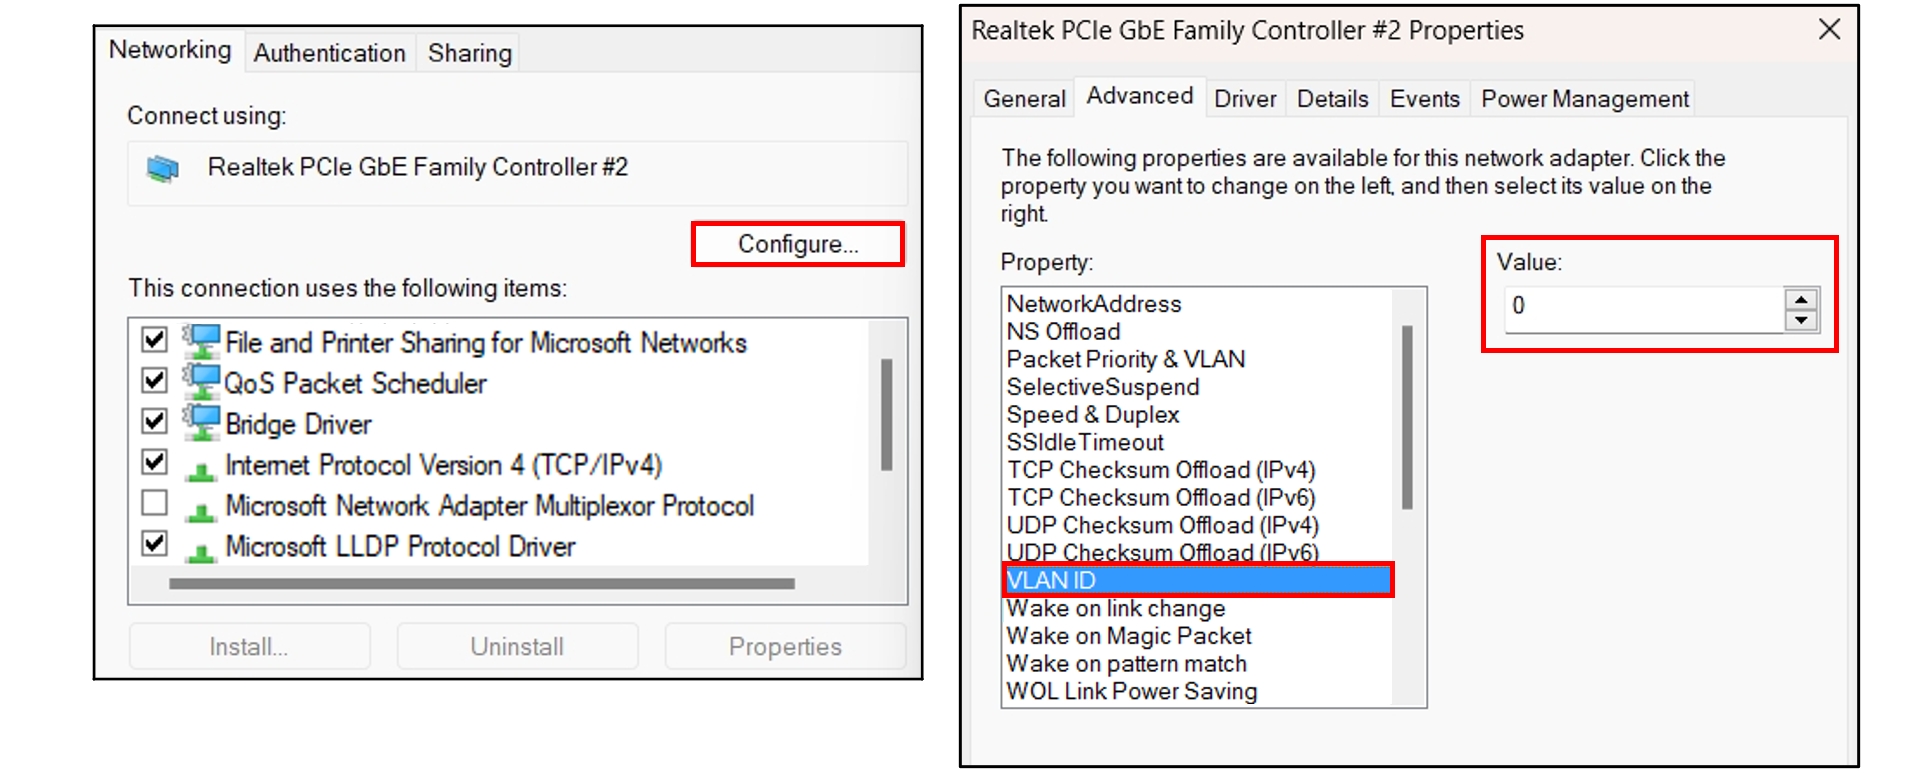 Networking
Authentication
Sharing
Connect using:
Realtek PCIe GbE Family Controller #2
Configure...
This connection uses the following items:
File and Printer Sharing for Microsoft Networks
QoS Packet Scheduler
Bridge Driver
Internet Protocol Version 4 (TCP/IPv4)
Microsoft Network Adapter Multiplexor Protocol
Microsoft LLDP Protocol Driver
Install...
Uninstall
Properties
Realtek PCIe GbE Family Controller #2 Properties
General
Advanced
Driver
Details
Events
Power Management
The following properties are available for this network adapter. Click the
property you want to change on the left, and then select its value on the
right.
Property:
Value:
0
NetworkAddress
NS Offload
Packet Priority & VLAN
SelectiveSuspend
Speed & Duplex
SSIdleTimeout
TCP Checksum Offload (IPv4)
TCP Checksum Offload (IPv6)
UDP Checksum Offload (IPv4)
UDP Checksum Offload (IPv6)
VLAN ID
Wake on link change
Wake on Magic Packet
Wake on pattern match
WOL Link Power Saving